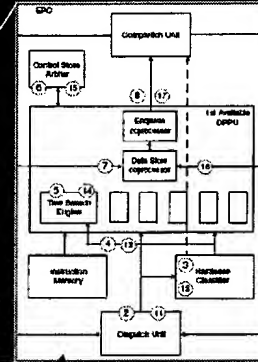 EPC
Completion Unit
Control Store
Arbiter
6 15
8 17
1st Available
DPPU
Enqueue
coprocessor
7
Data Store
coprocessor
16
5 14
Tree Search
Engine
4 13
Instruction
Memory
3
Hardware
Classifier
12
2 11
Dispatch Unit